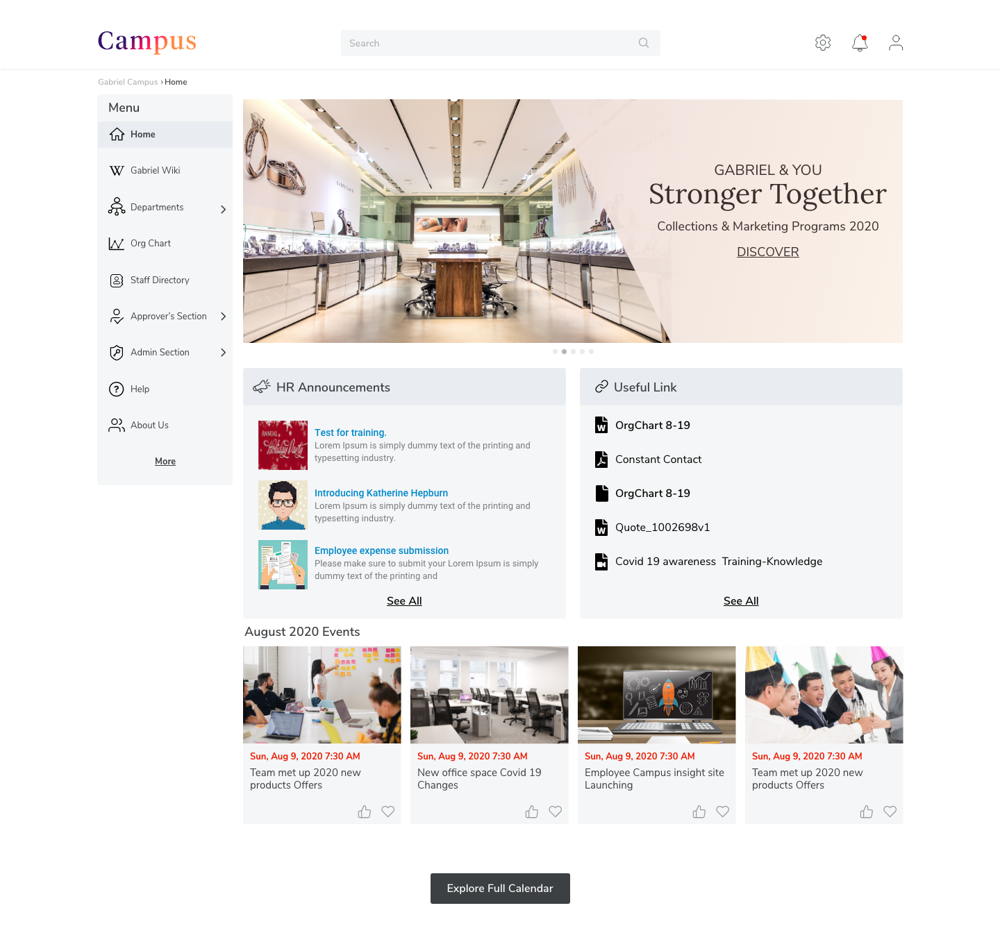 Campus
Search
Gabriel Campus › Home
Menu
Home
Gabriel Wiki
Departments
Org Chart
Staff Directory
Approver’s Section
Admin Section
Help
About Us
More
GABRIEL & YOU
Stronger Together
Collections & Marketing Programs 2020
DISCOVER
HR Announcements
ANNUAL
Holiday Party
Test for training.
Lorem Ipsum is simply dummy text of the printing and
typesetting industry.
Introducing Katherine Hepburn
Lorem Ipsum is simply dummy text of the printing and
typesetting industry.
BILL
Employee expense submission
Please make sure to submit your Lorem Ipsum is simply
dummy text of the printing and
See All
Useful Link
OrgChart 8-19
Constant Contact
OrgChart 8-19
Quote_1002698v1
Covid 19 awareness  Training-Knowledge
See All
August 2020 Events
Sun, Aug 9, 2020 7:30 AM
Team met up 2020 new
products Offers
Sun, Aug 9, 2020 7:30 AM
New office space Covid 19
Changes
Sun, Aug 9, 2020 7:30 AM
Employee Campus insight site
Launching
Sun, Aug 9, 2020 7:30 AM
Team met up 2020 new
products Offers
Explore Full Calendar